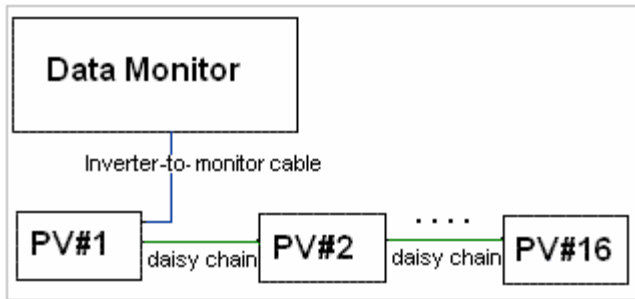 Data Monitor
Inverter-to- monitor cable
. . . .
PV#1
PV#2
PV#16
daisy chain
daisy chain